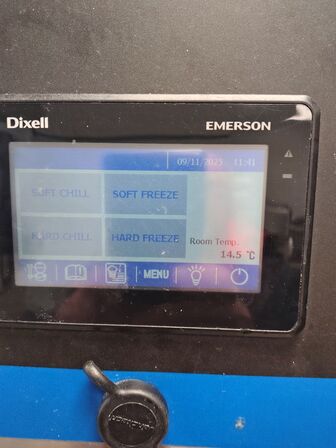 Dixell EMERSON
09/11/2025 11:41
SOFT CHILL SOFT FREEZE
HARD CHILL HARD FREEZE
Room Temp.
14.5 °C
MENU